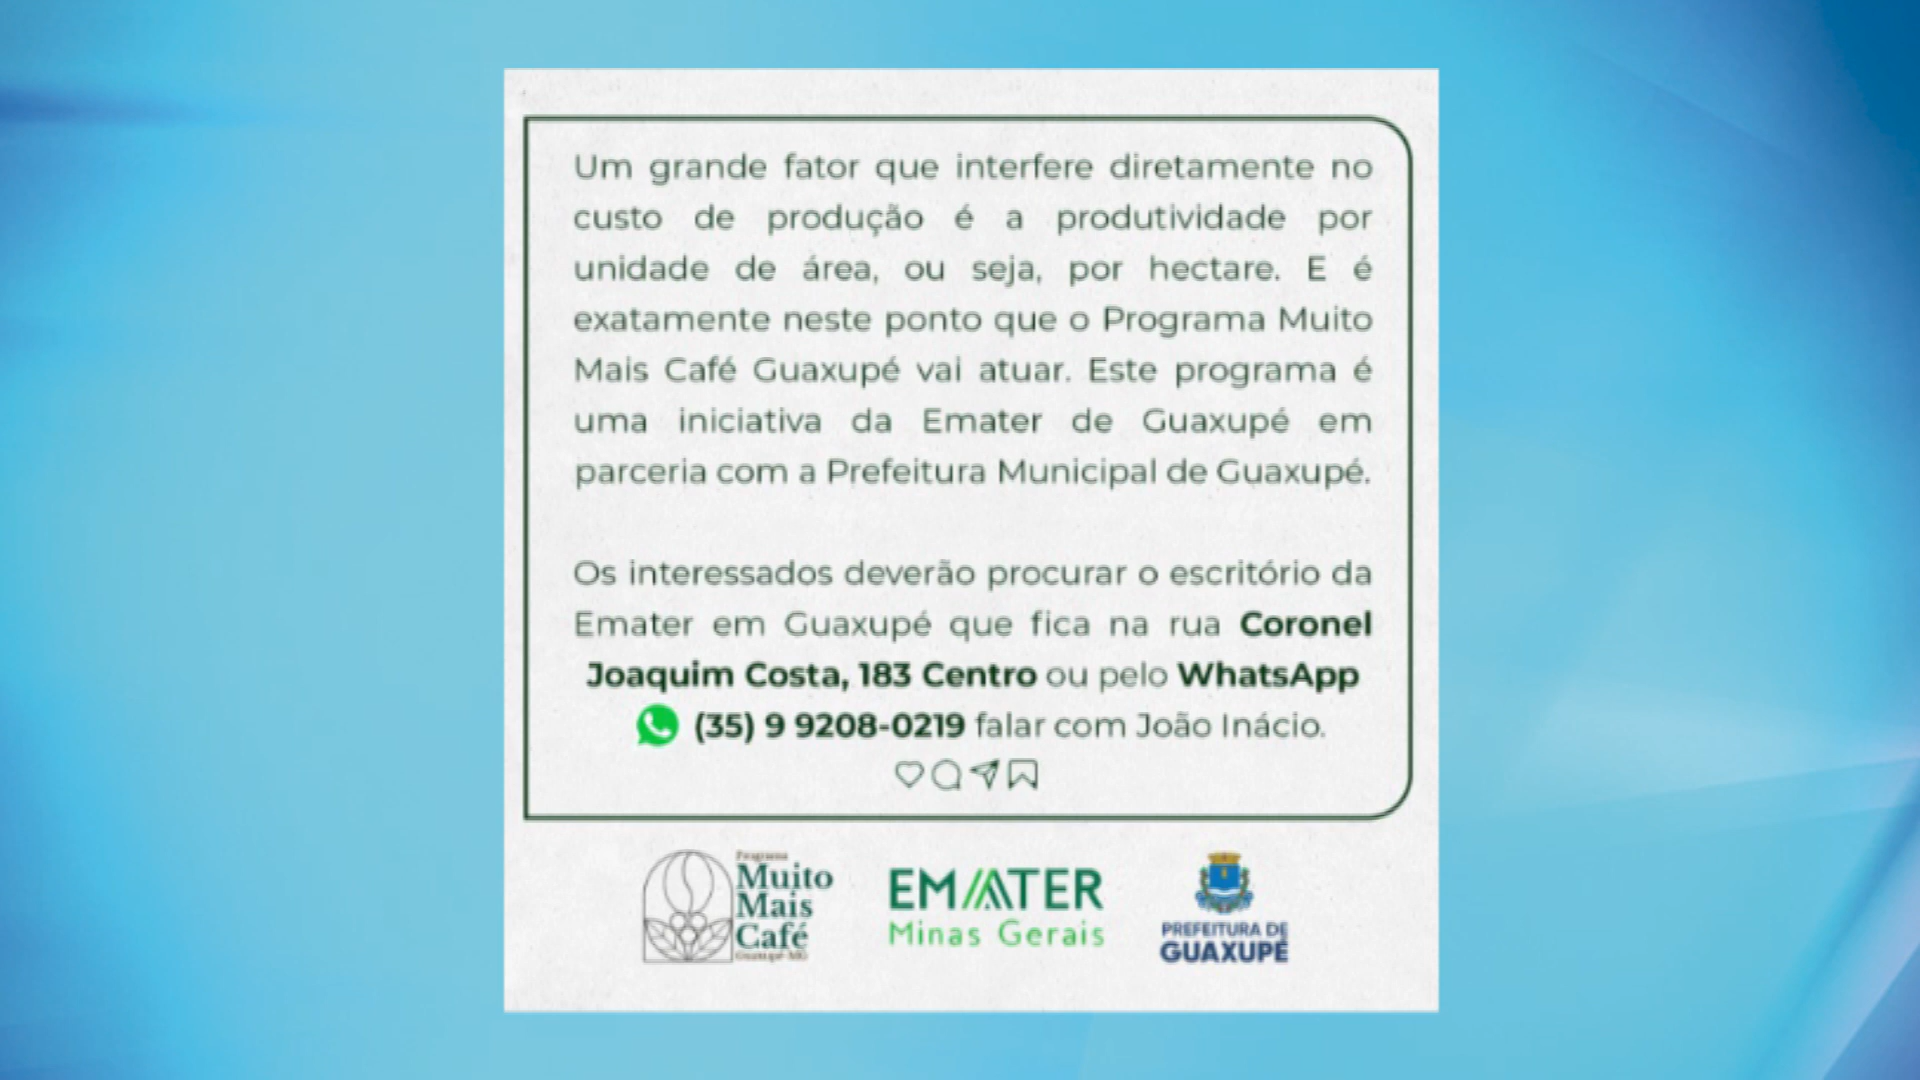 Um grande fator que interfere diretamente no
custo de produção é a produtividade por
unidade de área, ou seja, por hectare. E é
exatamente neste ponto que o Programa Muito
Mais Café Guaxupé vai atuar. Este programa é
uma iniciativa da Emater de Guaxupé em
parceria com a Prefeitura Municipal de Guaxupé.
Os interessados deverão procurar o escritório da
Emater em Guaxupé que fica na rua Coronel
Joaquim Costa, 183 Centro ou pelo WhatsApp
(35) 9 9208-0219 falar com João Inácio.
Programa
Muito
Mais
Café
Guaxupé-MG
EMATER
Minas Gerais
PREFEITURA DE
GUAXUPÉ